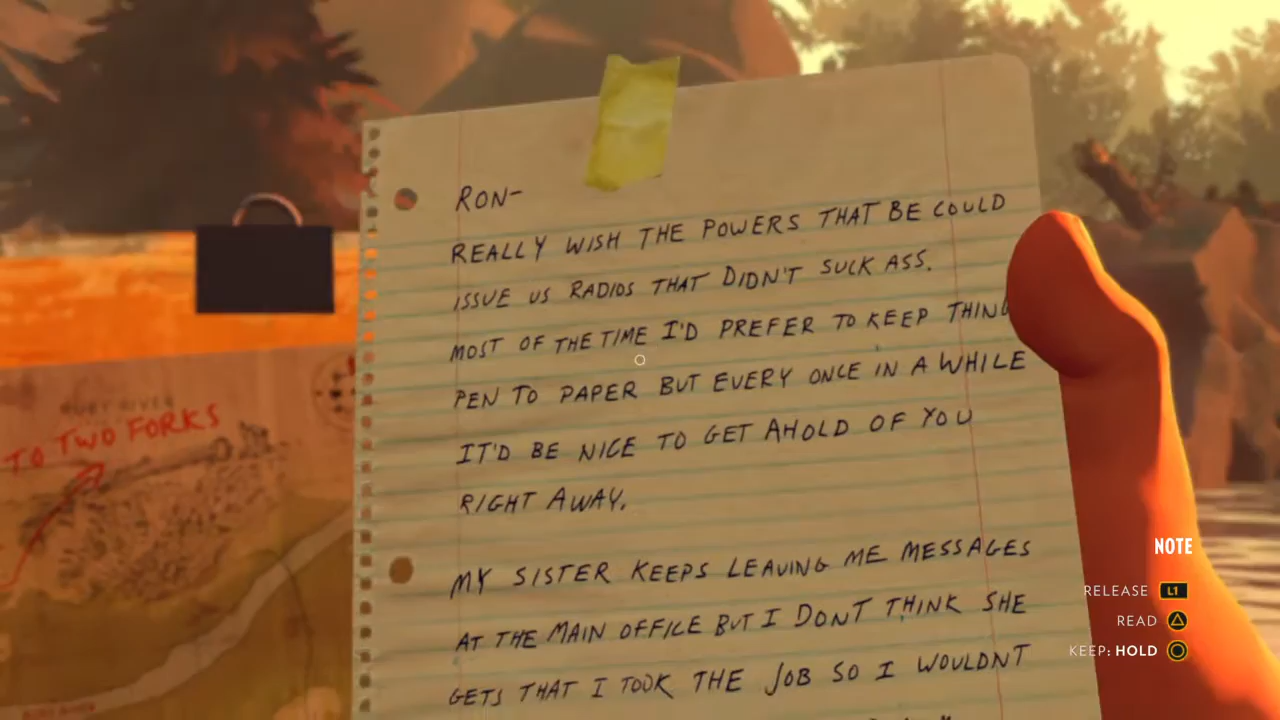 RON-
REALLY WISH THE POWERS THAT BE COULD
ISSUE US RADIOS THAT DIDN'T SUCK ASS.
MOST OF THE TIME I'D PREFER TO KEEP THING
PEN TO PAPER BUT EVERY ONCE IN A WHILE
IT'D BE NICE TO GET AHOLD OF YOU
RIGHT AWAY.
MY SISTER KEEPS LEAVING ME MESSAGES
AT THE MAIN OFFICE BUT I DONT THINK SHE
GETS THAT I TOOK THE JOB SO I WOULDNT
RUBY RIVER
TO TWO FORKS
NOTE
RELEASE L1
READ
KEEP: HOLD